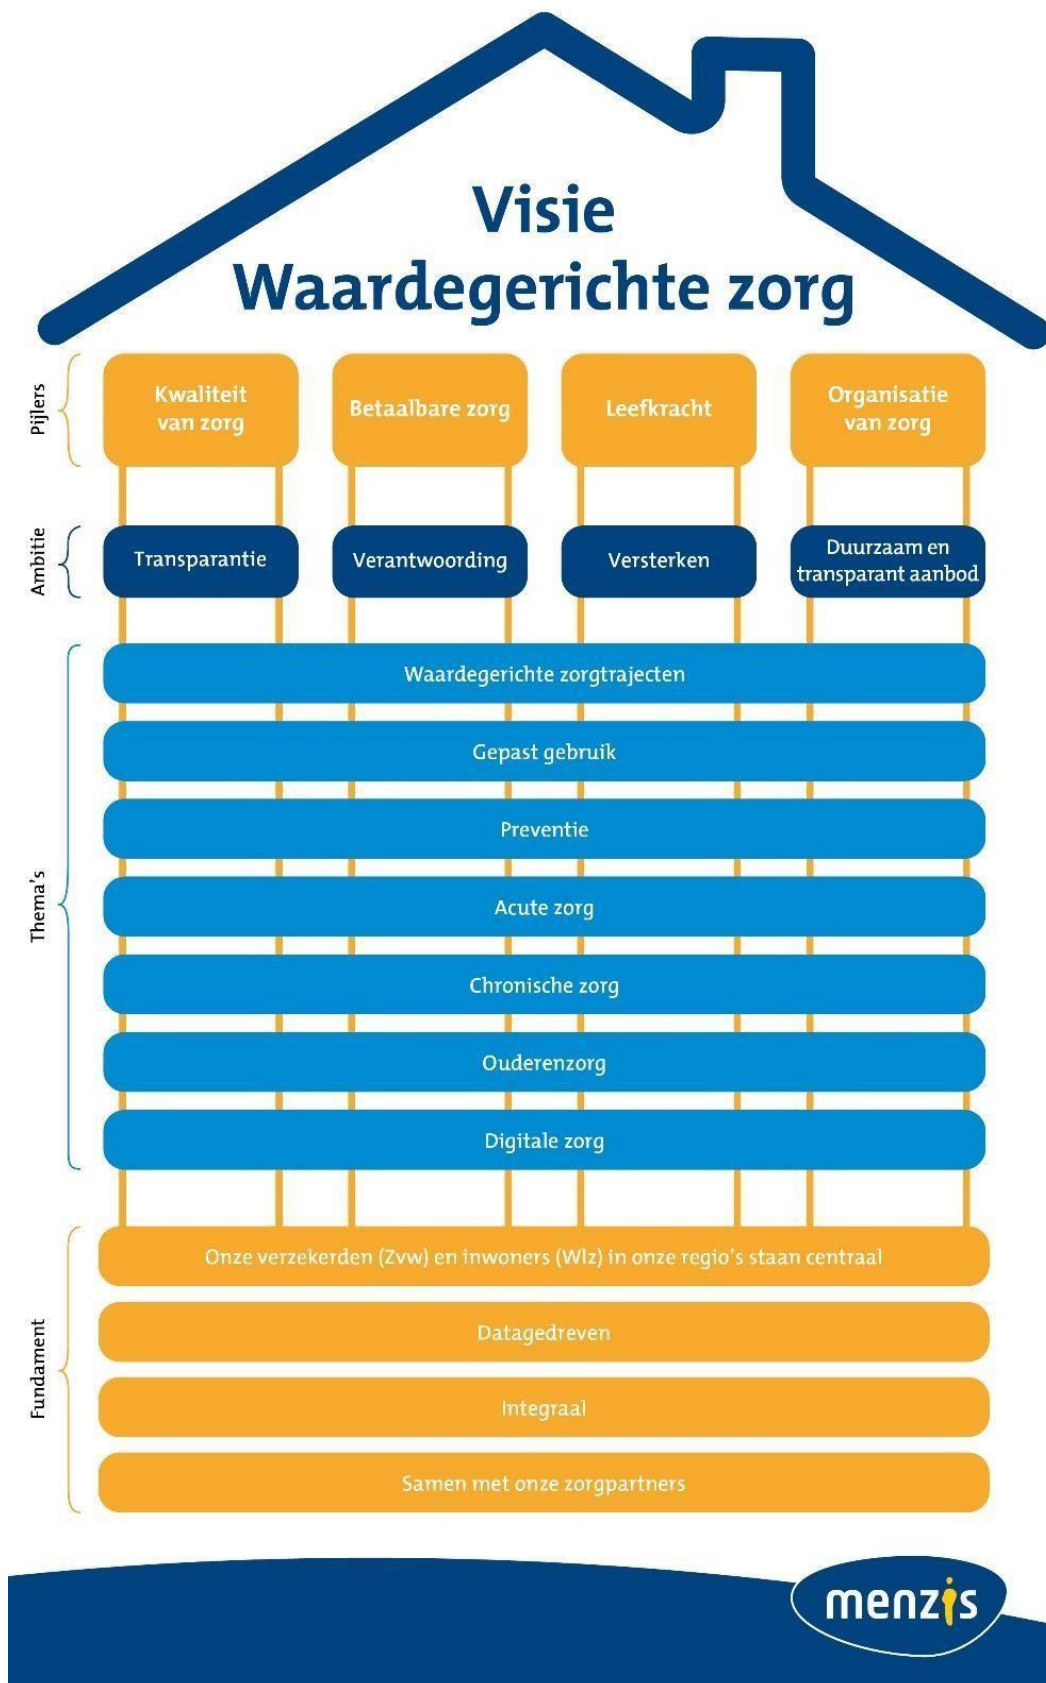 Visie
Waardegerichte zorg
Pijlers
Kwaliteit
van zorg
Betaalbare zorg
Leefkracht
Organisatie
van zorg
Ambitie
Transparantie
Verantwoording
Versterken
Duurzaam en
transparant aanbod
Thema's
Waardegerichte zorgtrajecten
Gepast gebruik
Preventie
Acute zorg
Chronische zorg
Ouderenzorg
Digitale zorg
Fundament
Onze verzekerden (Zvw) en inwoners (Wlz) in onze regio's staan centraal
Datagedreven
Integraal
Samen met onze zorgpartners
menzis